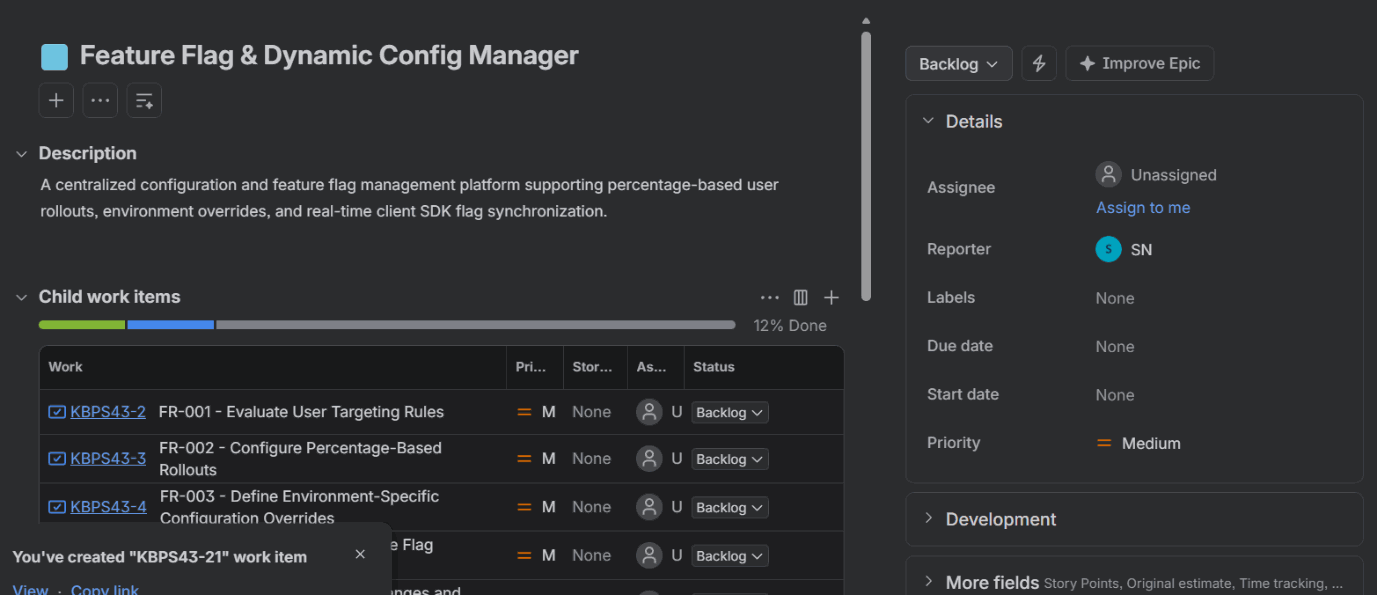 Feature Flag & Dynamic Config Manager
Description
A centralized configuration and feature flag management platform supporting percentage-based user
rollouts, environment overrides, and real-time client SDK flag synchronization.
Child work items
12% Done
Work Pri... Stor... As... Status
KBPS43-2 FR-001 - Evaluate User Targeting Rules M None U Backlog
KBPS43-3 FR-002 - Configure Percentage-Based
Rollouts M None U Backlog
KBPS43-4 FR-003 - Define Environment-Specific
Configuration Overrides M None U Backlog
e Flag M None U Backlog
nges and
You've created "KBPS43-21" work item
View · Copy link
Backlog
Improve Epic
Details
Assignee Unassigned
Assign to me
Reporter S SN
Labels None
Due date None
Start date None
Priority Medium
Development
More fields Story Points, Original estimate, Time tracking, ...